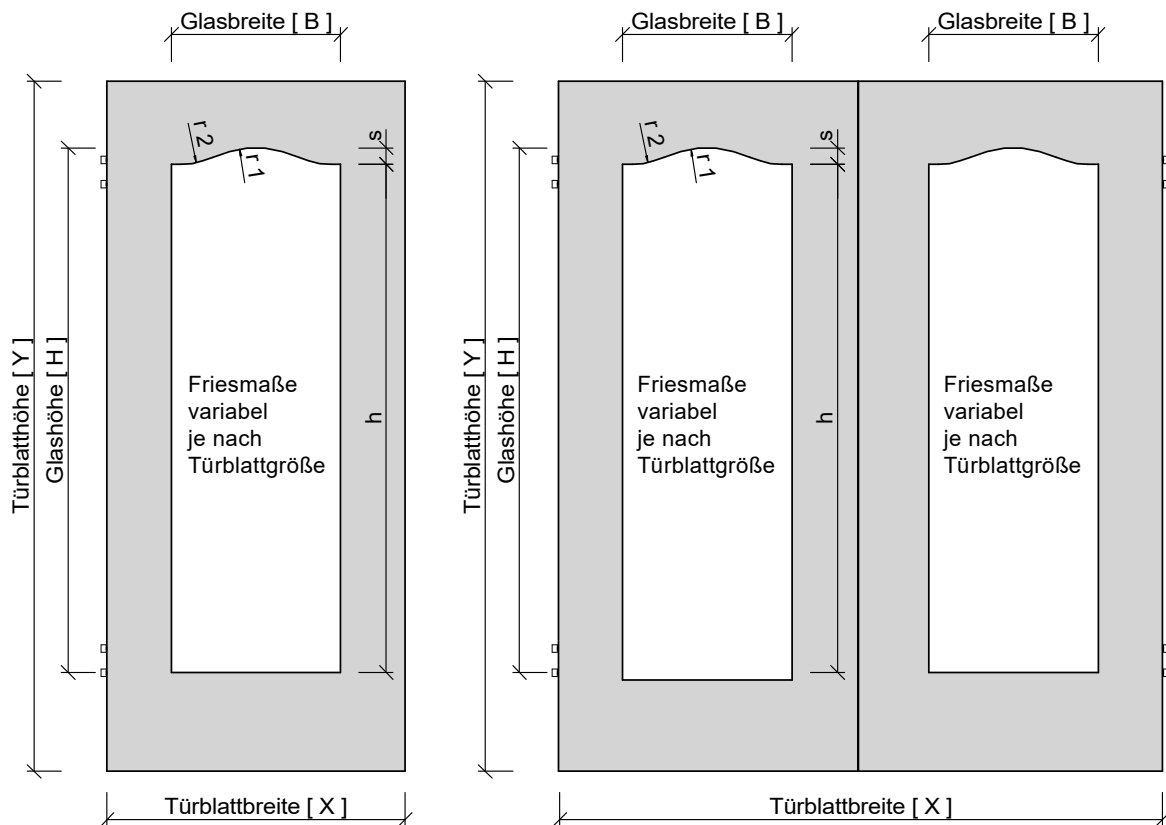 Glasbreite [ B ]
Glasbreite [ B ]
Glasbreite [ B ]
r 2
r 1
s
r 2
r 1
s
Türblatthöhe [ Y ]
Glashöhe [ H ]
Friesmaße
variabel
je nach
Türblattgröße
h
Türblatthöhe [ Y ]
Glashöhe [ H ]
Friesmaße
variabel
je nach
Türblattgröße
h
Friesmaße
variabel
je nach
Türblattgröße
Türblattbreite [ X ]
Türblattbreite [ X ]